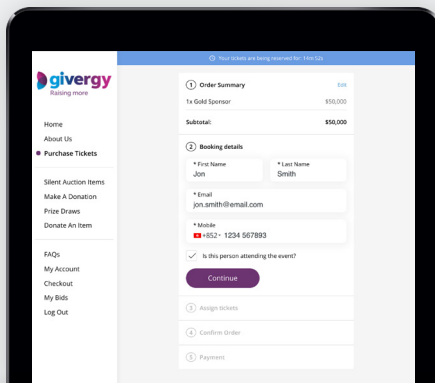 Your tickets are being reserved for: 14m 52s
givergy
Raising more
Home
About Us
Purchase Tickets
Silent Auction Items
Make A Donation
Prize Draws
Donate An Item
FAQs
My Account
Checkout
My Bids
Log Out
1 Order Summary Edit
1x Gold Sponsor $50,000
Subtotal: $50,000
2 Booking details
* First Name * Last Name
Jon Smith
* Email
jon.smith@email.com
* Mobile
+852 1234 567893
Is this person attending the event?
Continue
3 Assign tickets
4 Confirm Order
5 Payment